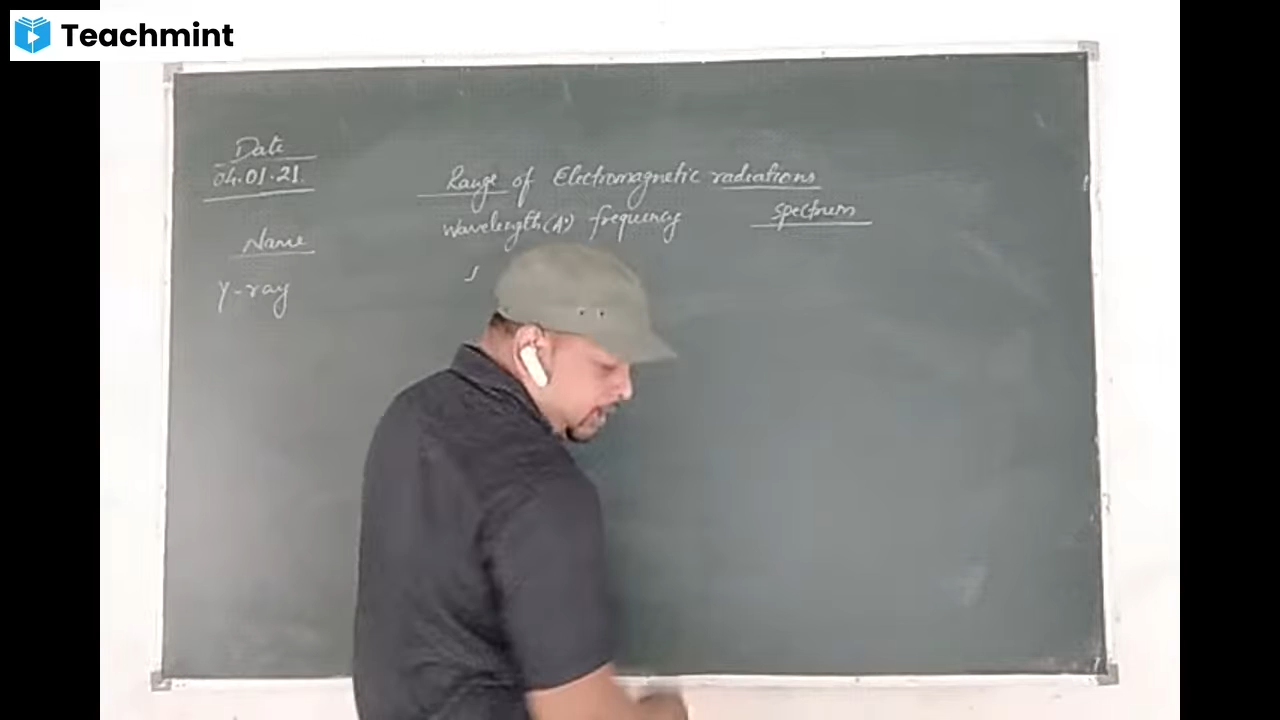 Teachmint
Date
04.01.21.
Range of Electromagnetic radiations
Wavelength(A°) frequency
Spectrum
Name
γ-ray